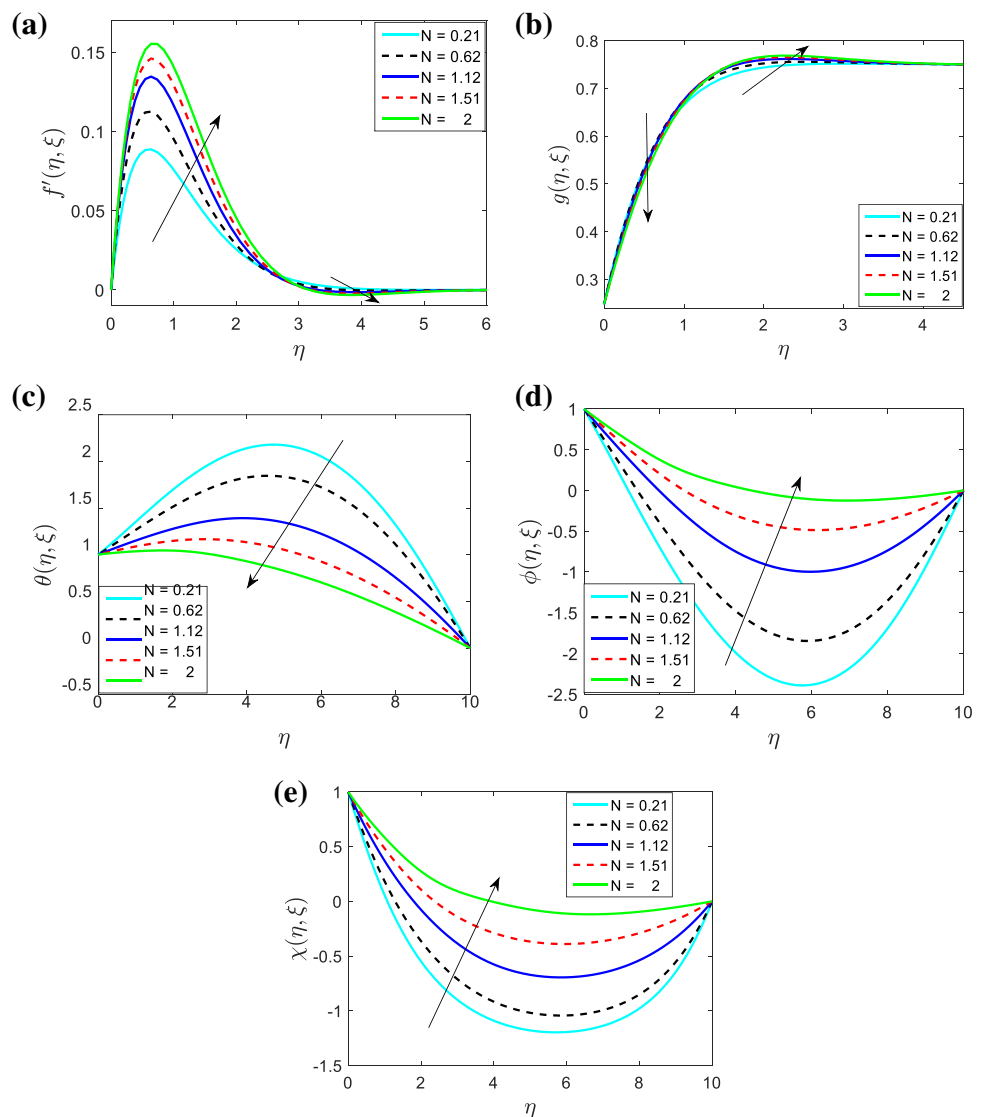 (a)
0.15
0.1
0.05
0
f′(η, ξ)
N = 0.21
N = 0.62
N = 1.12
N = 1.51
N = 2
0 1 2 3 4 5 6
η
(b)
0.8
0.7
0.6
0.5
0.4
0.3
g(η, ξ)
N = 0.21
N = 0.62
N = 1.12
N = 1.51
N = 2
0 1 2 3 4
η
(c)
2.5
2
1.5
1
0.5
0
-0.5
θ(η, ξ)
N = 0.21
N = 0.62
N = 1.12
N = 1.51
N = 2
0 2 4 6 8 10
η
(d)
1
0.5
0
-0.5
-1
-1.5
-2
-2.5
ϕ(η, ξ)
N = 0.21
N = 0.62
N = 1.12
N = 1.51
N = 2
0 2 4 6 8 10
η
(e)
1
0.5
0
-0.5
-1
-1.5
χ(η, ξ)
N = 0.21
N = 0.62
N = 1.12
N = 1.51
N = 2
0 2 4 6 8 10
η